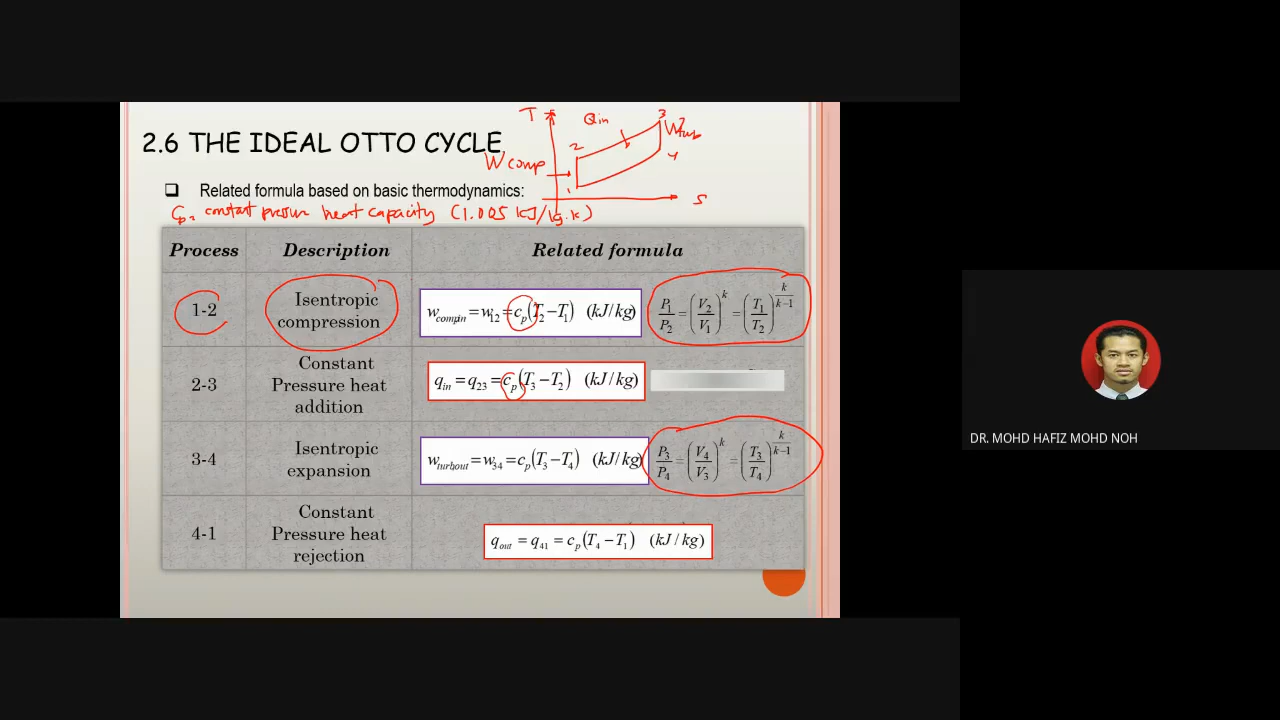 2.6 THE IDEAL OTTO CYCLE
T
Qin
3
2
Wturb
W comp
4
1
S
Related formula based on basic thermodynamics:
Cp = constant pressure heat capacity (1.005 kJ/kg.k)
Process Description Related formula
1-2 Isentropic compression w_comp,in = w_12 = c_p(T_2 − T_1) (kJ/kg) P_1/P_2 = (V_2/V_1)^k = (T_1/T_2)^(k/(k−1))
2-3 Constant Pressure heat addition q_in = q_23 = c_p(T_3 − T_2) (kJ/kg)
3-4 Isentropic expansion w_turb,out = w_34 = c_p(T_3 − T_4) (kJ/kg) P_3/P_4 = (V_4/V_3)^k = (T_3/T_4)^(k/(k−1))
4-1 Constant Pressure heat rejection q_out = q_41 = c_p(T_4 − T_1) (kJ/kg)
DR. MOHD HAFIZ MOHD NOH